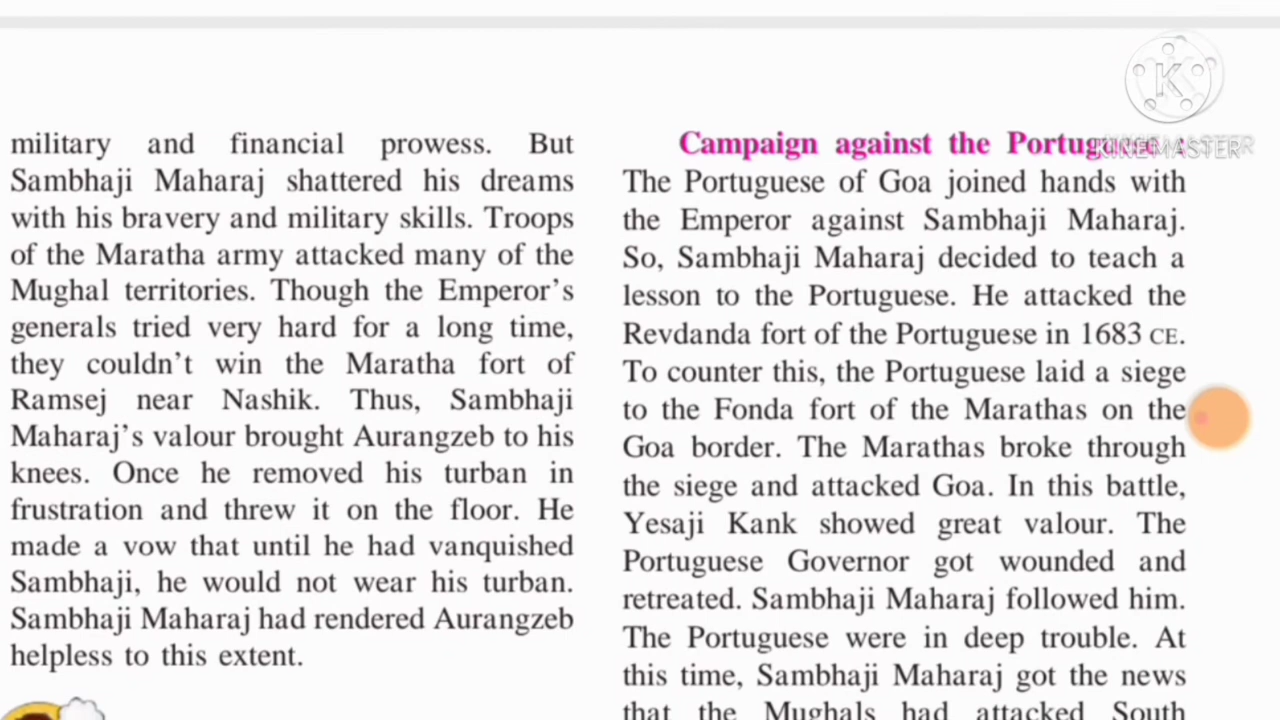 military and financial prowess. But
Sambhaji Maharaj shattered his dreams
with his bravery and military skills. Troops
of the Maratha army attacked many of the
Mughal territories. Though the Emperor's
generals tried very hard for a long time,
they couldn't win the Maratha fort of
Ramsej near Nashik. Thus, Sambhaji
Maharaj's valour brought Aurangzeb to his
knees. Once he removed his turban in
frustration and threw it on the floor. He
made a vow that until he had vanquished
Sambhaji, he would not wear his turban.
Sambhaji Maharaj had rendered Aurangzeb
helpless to this extent.
Campaign against the Portuguese :
The Portuguese of Goa joined hands with
the Emperor against Sambhaji Maharaj.
So, Sambhaji Maharaj decided to teach a
lesson to the Portuguese. He attacked the
Revdanda fort of the Portuguese in 1683 CE.
To counter this, the Portuguese laid a siege
to the Fonda fort of the Marathas on the
Goa border. The Marathas broke through
the siege and attacked Goa. In this battle,
Yesaji Kank showed great valour. The
Portuguese Governor got wounded and
retreated. Sambhaji Maharaj followed him.
The Portuguese were in deep trouble. At
this time, Sambhaji Maharaj got the news
that the Mughals had attacked South
K
KINEMASTER